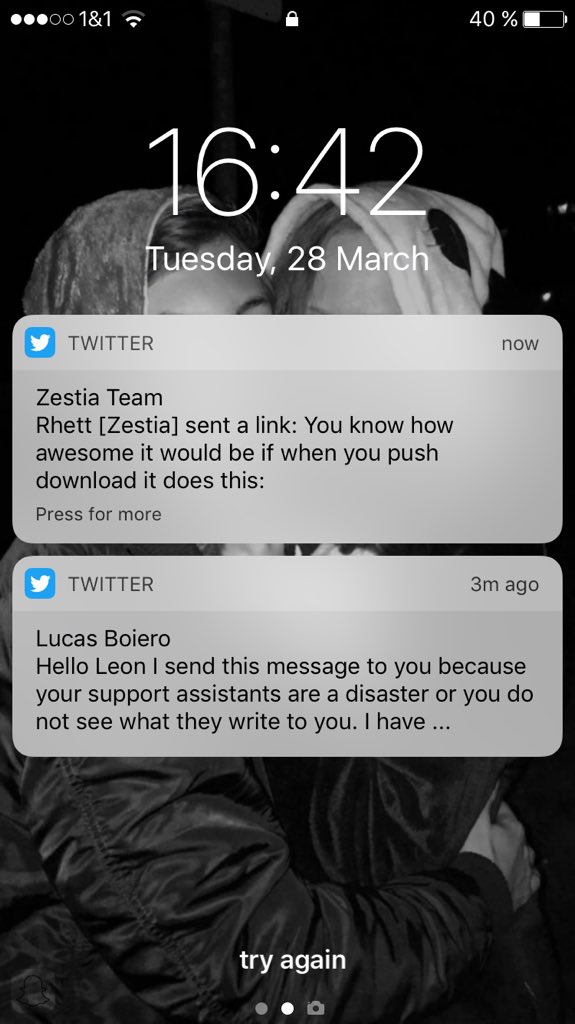 1&1
40 %
16:42
Tuesday, 28 March
TWITTER
now
Zestia Team
Rhett [Zestia] sent a link: You know how
awesome it would be if when you push
download it does this:
Press for more
TWITTER
3m ago
Lucas Boiero
Hello Leon I send this message to you because
your support assistants are a disaster or you do
not see what they write to you. I have ...
try again